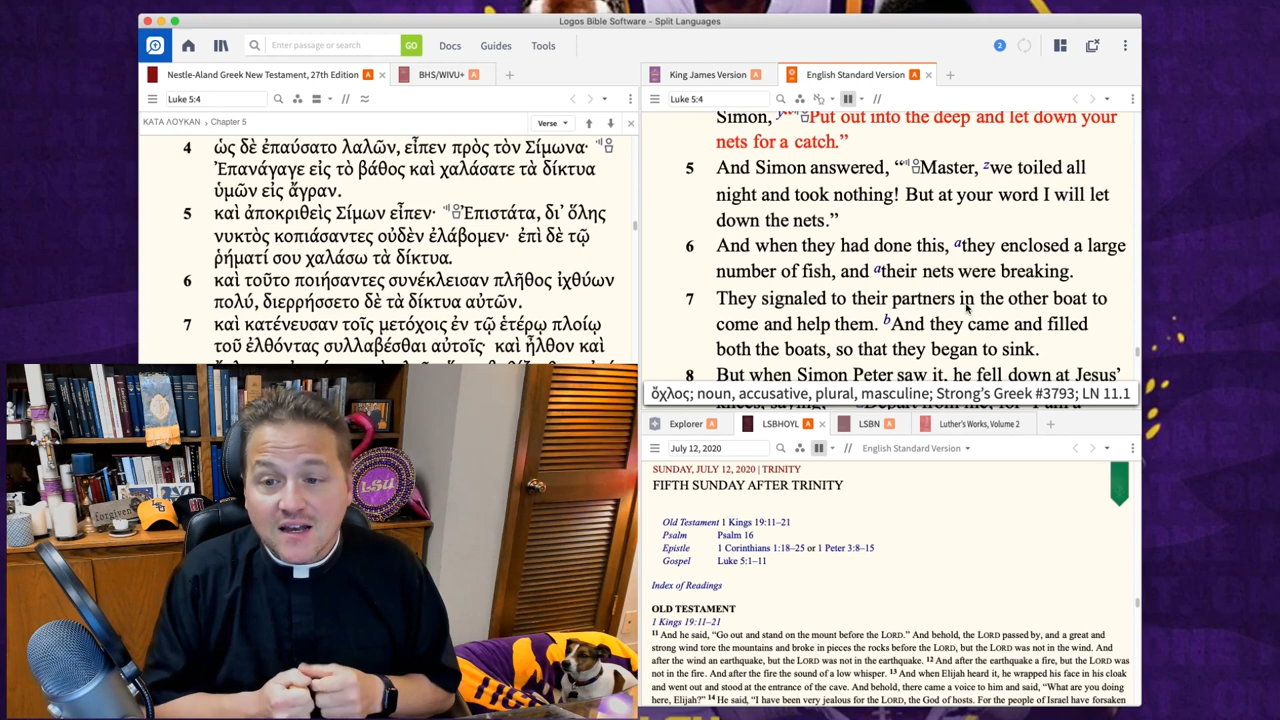 Logos Bible Software - Split Languages
Enter passage or search
GO
Docs
Guides
Tools
2
Nestle-Aland Greek New Testament, 27th Edition A
BHS/WIVU+ A
King James Version A
English Standard Version A
Luke 5:4
Luke 5:4
ΚΑΤΑ ΛΟΥΚΑΝ › Chapter 5
Verse
4 ὡς δὲ ἐπαύσατο λαλῶν, εἶπεν πρὸς τὸν Σίμωνα·
Ἐπανάγαγε εἰς τὸ βάθος καὶ χαλάσατε τὰ δίκτυα
ὑμῶν εἰς ἄγραν.
5 καὶ ἀποκριθεὶς Σίμων εἶπεν· Ἐπιστάτα, δι’ ὅλης
νυκτὸς κοπιάσαντες οὐδὲν ἐλάβομεν· ἐπὶ δὲ τῷ
ῥήματί σου χαλάσω τὰ δίκτυα.
6 καὶ τοῦτο ποιήσαντες συνέκλεισαν πλῆθος ἰχθύων
πολύ, διερρήσσετο δὲ τὰ δίκτυα αὐτῶν.
7 καὶ κατένευσαν τοῖς μετόχοις ἐν τῷ ἑτέρῳ πλοίῳ
τοῦ ἐλθόντας συλλαβέσθαι αὐτοῖς· καὶ ἦλθον καὶ
Simon, y“Put out into the deep and let down your
nets for a catch.”
5 And Simon answered, “Master, zwe toiled all
night and took nothing! But at your word I will let
down the nets.”
6 And when they had done this, athey enclosed a large
number of fish, and atheir nets were breaking.
7 They signaled to their partners in the other boat to
come and help them. bAnd they came and filled
both the boats, so that they began to sink.
8 But when Simon Peter saw it, he fell down at Jesus’
ὄχλος; noun, accusative, plural, masculine; Strong’s Greek #3793; LN 11.1
Explorer A
LSBHOYL A
LSBN A
Luther's Works, Volume 2
July 12, 2020
English Standard Version
SUNDAY, JULY 12, 2020 | TRINITY
FIFTH SUNDAY AFTER TRINITY
Old Testament 1 Kings 19:11–21
Psalm Psalm 16
Epistle 1 Corinthians 1:18–25 or 1 Peter 3:8–15
Gospel Luke 5:1–11
Index of Readings
OLD TESTAMENT
1 Kings 19:11–21
11 And he said, “Go out and stand on the mount before the LORD.” And behold, the LORD passed by, and a great and
strong wind tore the mountains and broke in pieces the rocks before the LORD, but the LORD was not in the wind. And
after the wind an earthquake, but the LORD was not in the earthquake. 12 And after the earthquake a fire, but the LORD was
not in the fire. And after the fire the sound of a low whisper. 13 And when Elijah heard it, he wrapped his face in his cloak
and went out and stood at the entrance of the cave. And behold, there came a voice to him and said, “What are you doing
here, Elijah?” 14 He said, “I have been very jealous for the LORD, the God of hosts. For the people of Israel have forsaken
forgiven
LSU